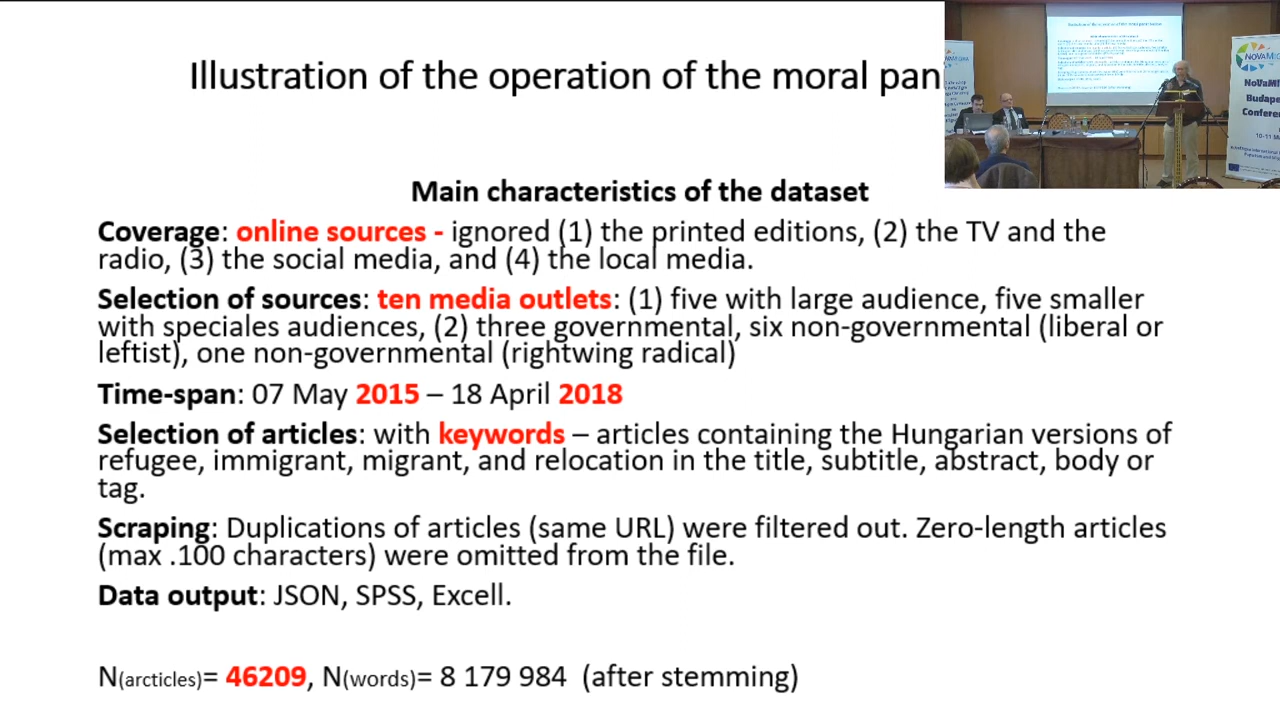 Illustration of the operation of the moral pan
Main characteristics of the dataset
Coverage: online sources - ignored (1) the printed editions, (2) the TV and the
radio, (3) the social media, and (4) the local media.
Selection of sources: ten media outlets: (1) five with large audience, five smaller
with speciales audiences, (2) three governmental, six non-governmental (liberal or
leftist), one non-governmental (rightwing radical)
Time-span: 07 May 2015 – 18 April 2018
Selection of articles: with keywords – articles containing the Hungarian versions of
refugee, immigrant, migrant, and relocation in the title, subtitle, abstract, body or
tag.
Scraping: Duplications of articles (same URL) were filtered out. Zero-length articles
(max .100 characters) were omitted from the file.
Data output: JSON, SPSS, Excell.
N(arcticles)= 46209, N(words)= 8 179 984 (after stemming)
NOVAMIGRA
NoVaMI
Budape
Conferen
10-11 M